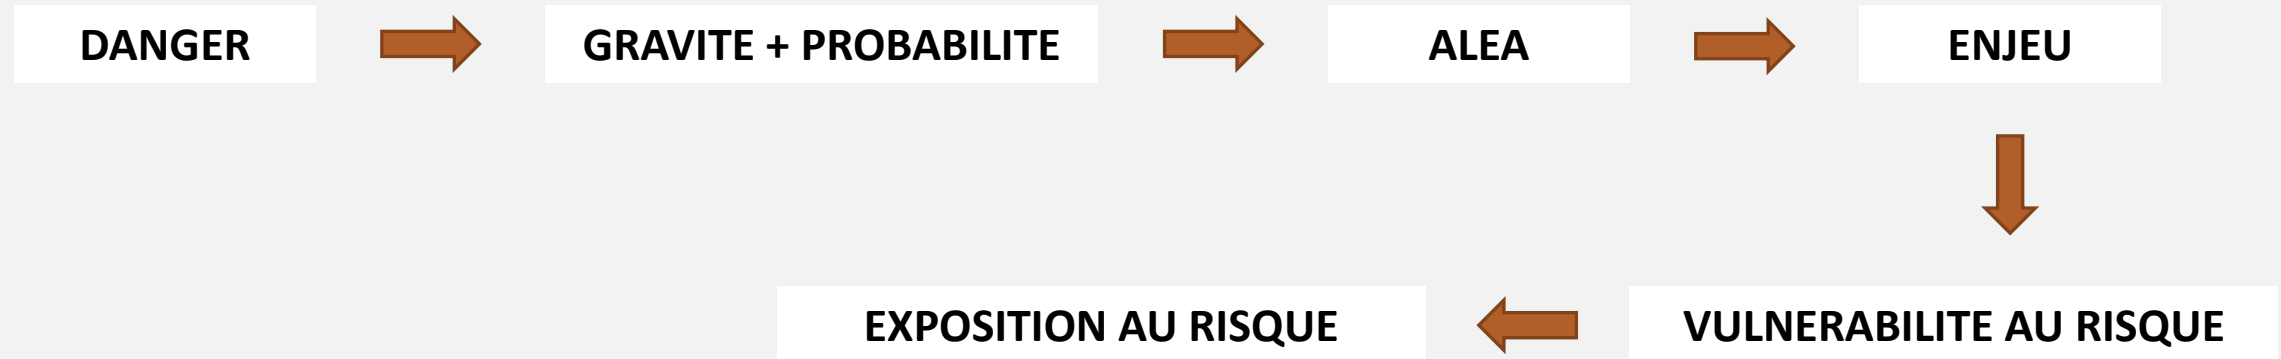 DANGER
GRAVITE + PROBABILITE
ALEA
ENJEU
VULNERABILITE AU RISQUE
EXPOSITION AU RISQUE